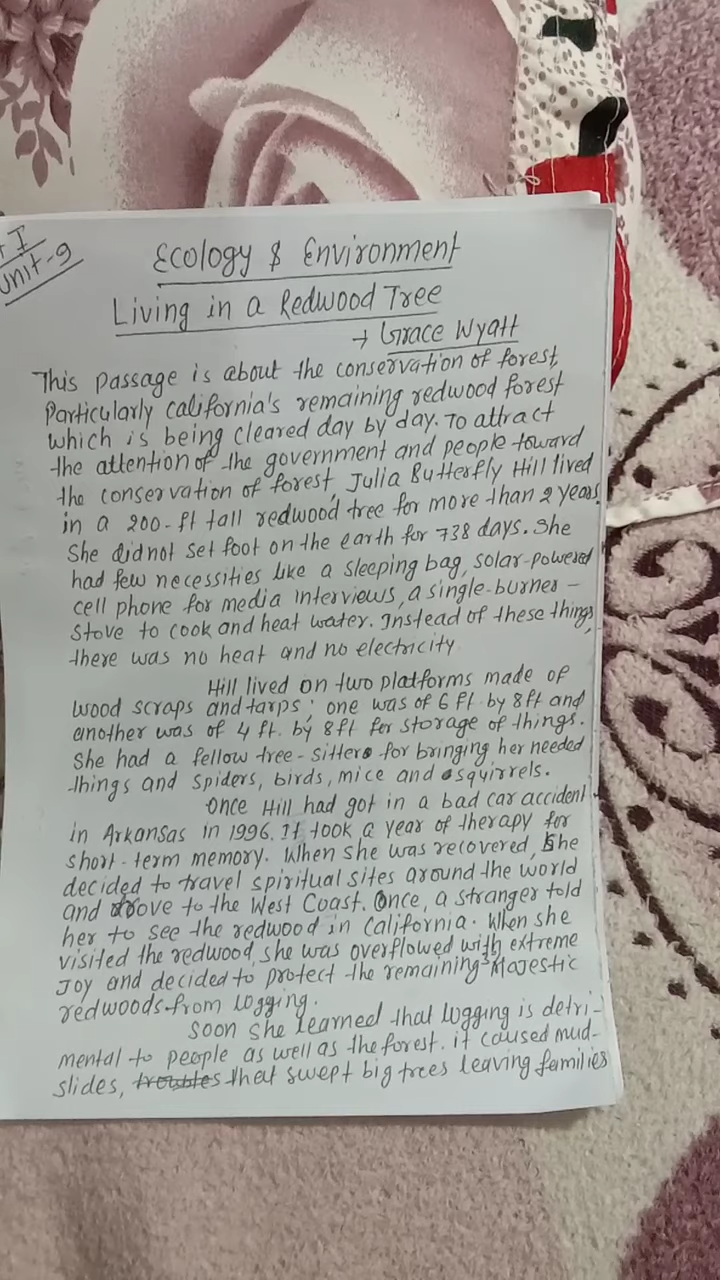 I
Unit-9
Ecology & Environment
Living in a Redwood Tree
→ Grace Wyatt
This passage is about the conservation of forest,
Particularly California's remaining redwood forest
which is being cleared day by day. To attract
the attention of the government and people toward
the conservation of forest, Julia Butterfly Hill lived
in a 200-ft tall redwood tree for more than 2 years.
She didnot set foot on the earth for 738 days. She
had few necessities like a sleeping bag, solar-powered
cell phone for media interviews, a single-burner-
stove to cook and heat water. Instead of these things,
there was no heat and no electricity.
Hill lived on two platforms made of
wood scraps and tarps; one was of 6 ft by 8ft and
another was of 4 ft. by 8ft for storage of things.
She had a fellow tree-sitters for bringing her needed
things and spiders, birds, mice and squirrels.
Once Hill had got in a bad car accident
in Arkansas in 1996. It took a year of therapy for
short-term memory. When she was recovered, She
decided to travel spiritual sites around the world
and drove to the West Coast. Once, a stranger told
her to see the redwood in California. When she
visited the redwood, she was overflowed with extreme
Joy and decided to protect the remaining Majestic
redwoods from logging.
Soon she learned that logging is detri-
mental to people as well as the forest. it caused mud-
slides, troubles that swept big trees leaving families